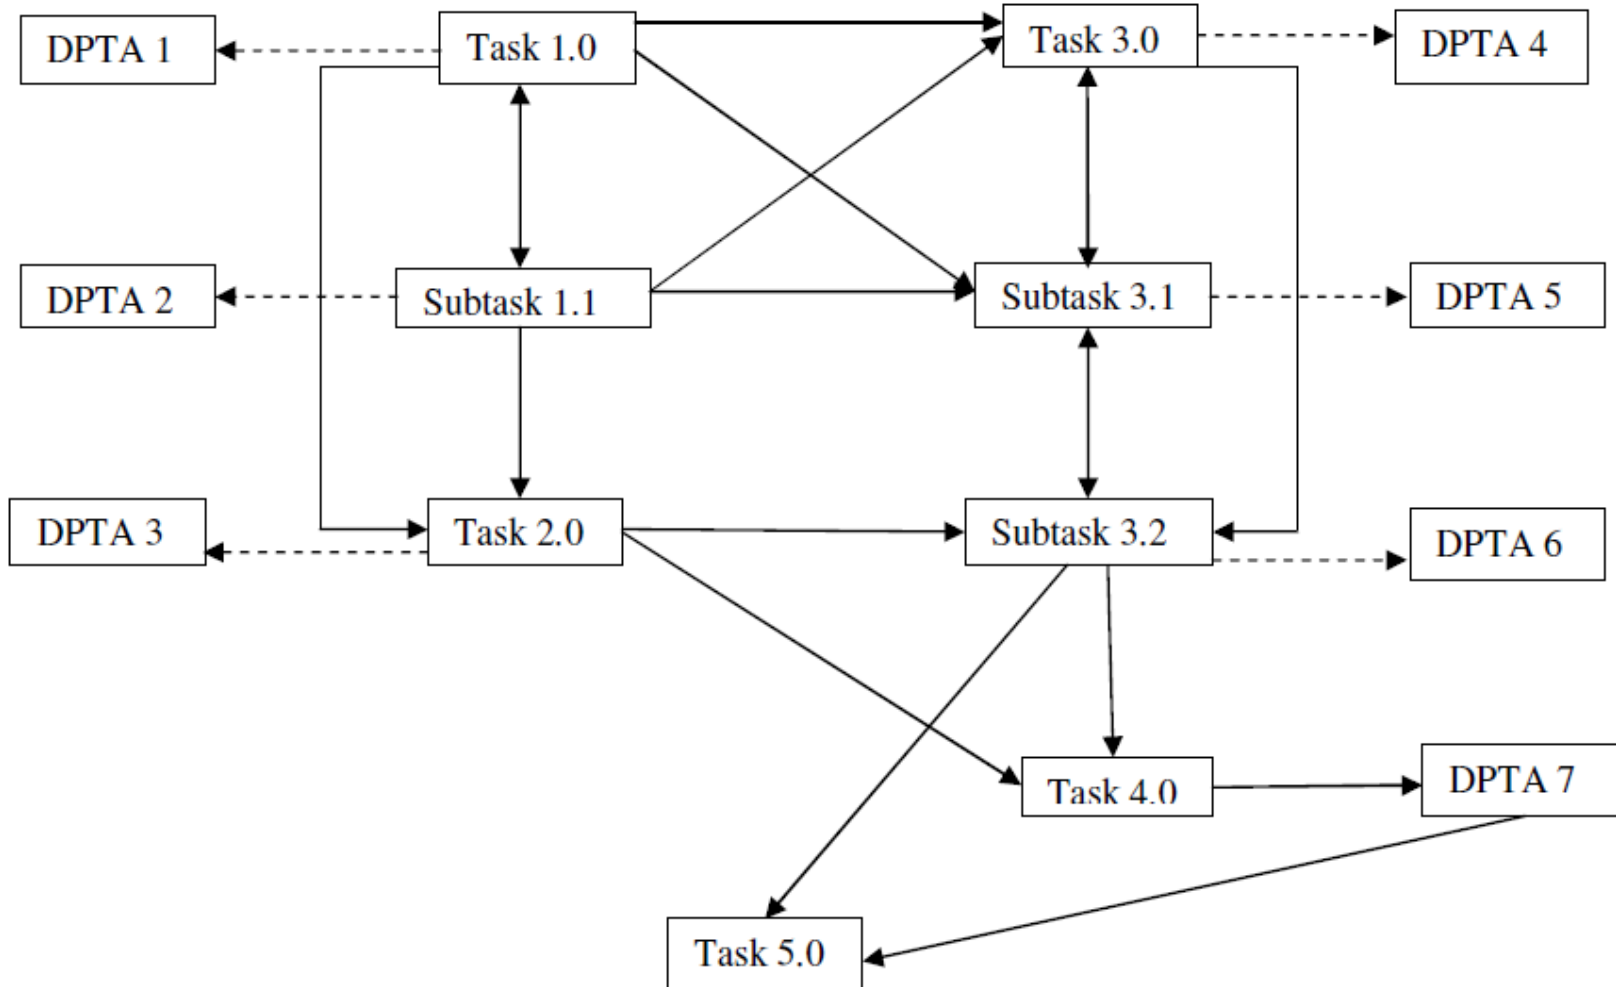 DPTA 1
Task 1.0
Task 3.0
DPTA 4
DPTA 2
Subtask 1.1
Subtask 3.1
DPTA 5
DPTA 3
Task 2.0
Subtask 3.2
DPTA 6
Task 4.0
DPTA 7
Task 5.0